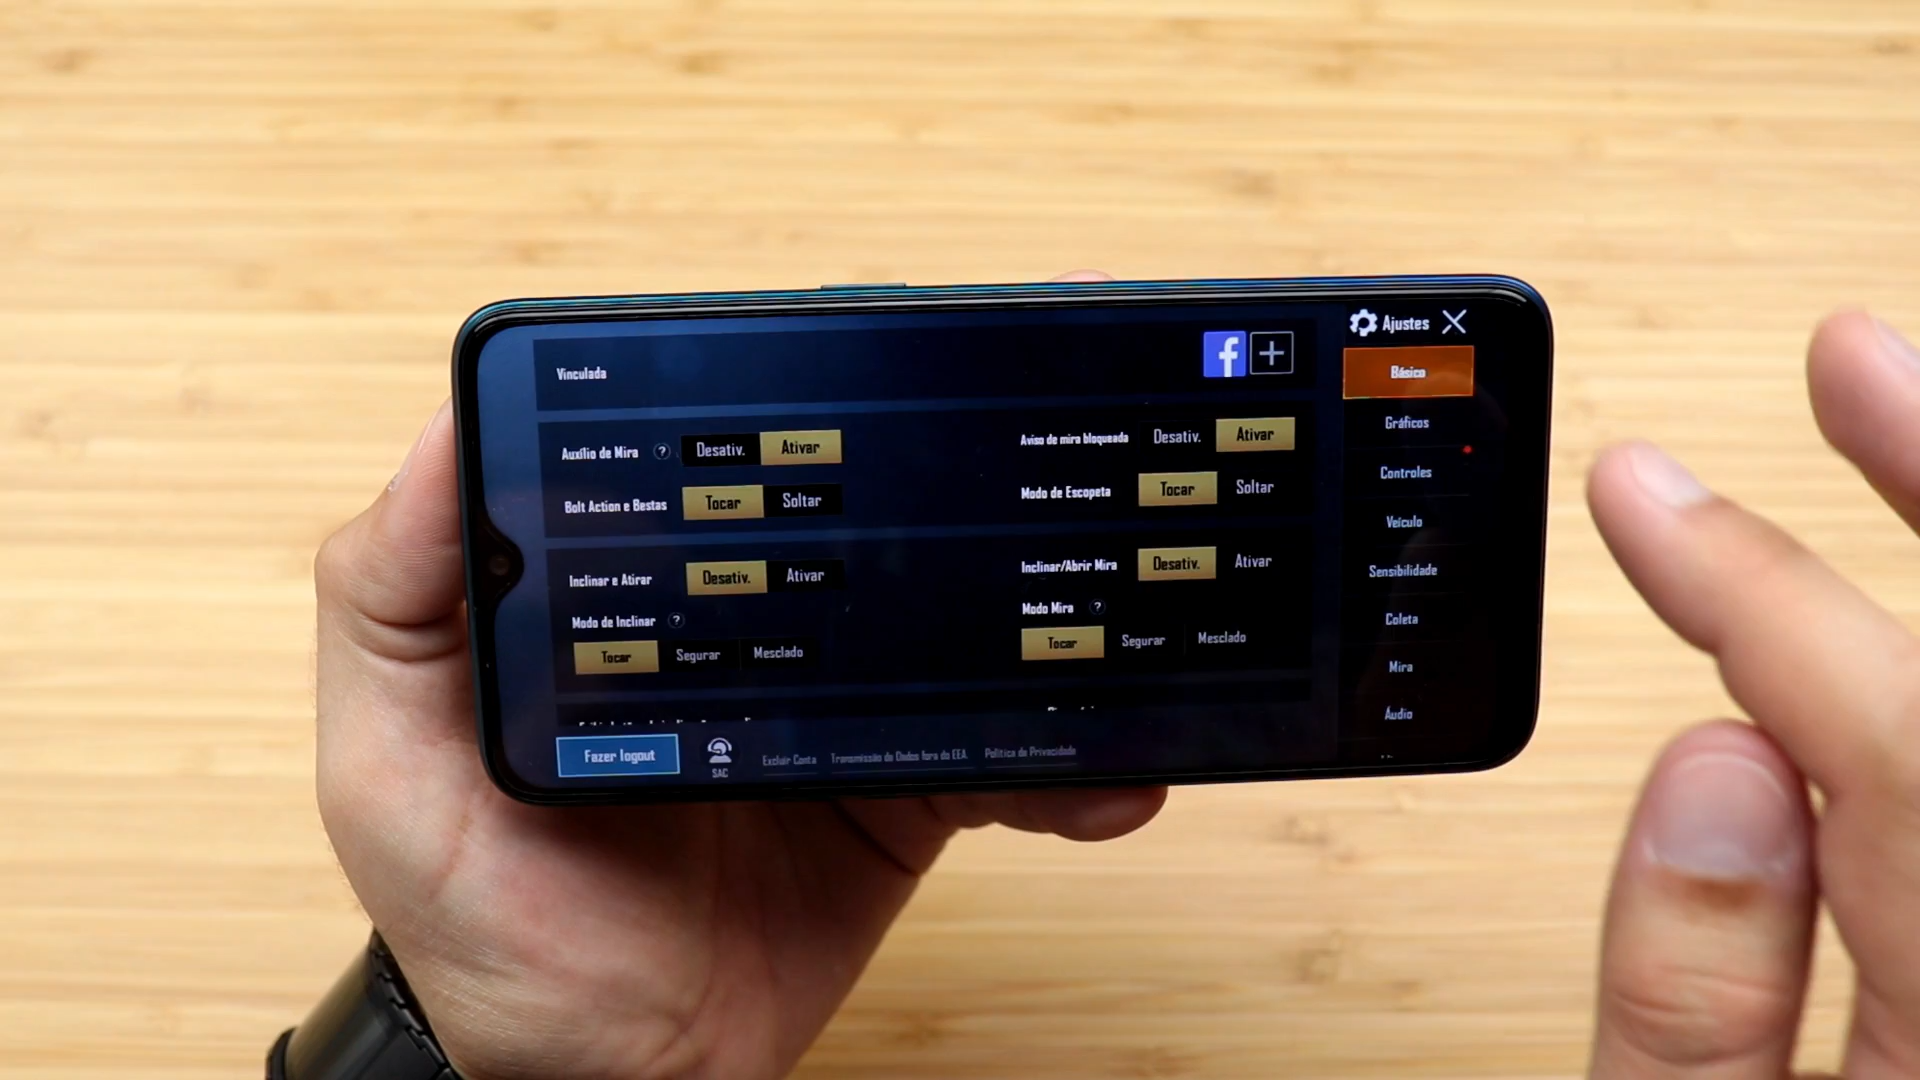 Vinculada
Ajustes
Básico
Gráficos
Controles
Veículo
Sensibilidade
Coleta
Mira
Áudio
Auxílio de Mira ? Desativ. Ativar
Aviso de mira bloqueada Desativ. Ativar
Bolt Action e Bestas Tocar Soltar
Modo de Escopeta Tocar Soltar
Inclinar e Atirar Desativ. Ativar
Inclinar/Abrir Mira Desativ. Ativar
Modo de Inclinar ?
Modo Mira ?
Tocar Segurar Mesclado
Tocar Segurar Mesclado
Fazer logout
SAC
Excluir Conta
Transmissão de Dados fora do EEA.
Política de Privacidade